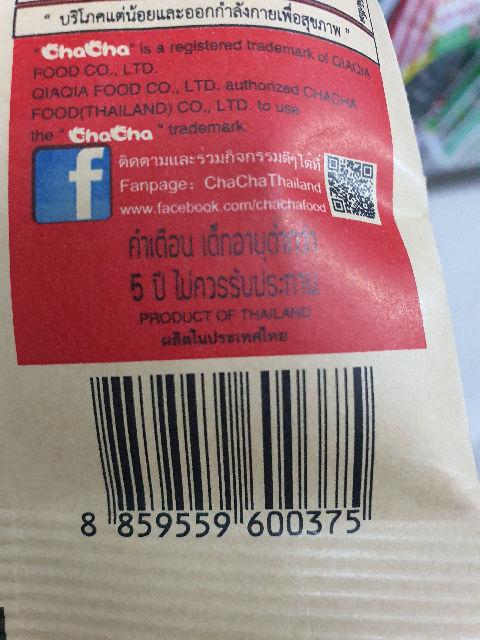 " บริโภคแต่น้อยและออกกำลังกายเพื่อสุขภาพ "
" ChaCha " is a registered trademark of QIAQIA
FOOD CO., LTD.
QIAQIA FOOD CO., LTD. authorized CHACHA
FOOD(THAILAND) CO., LTD. to use
the " ChaCha " trademark
ติดตามและรวมกิจกรรมดีๆได้ที่
Fanpage: ChaChaThailand
www.facebook.com/chachafood
คำเตือน เด็กอายุต่ำกว่า
5 ปี ไม่ควรรับประทาน
PRODUCT OF THAILAND
ผลิตในประเทศไทย
8 859559 600375